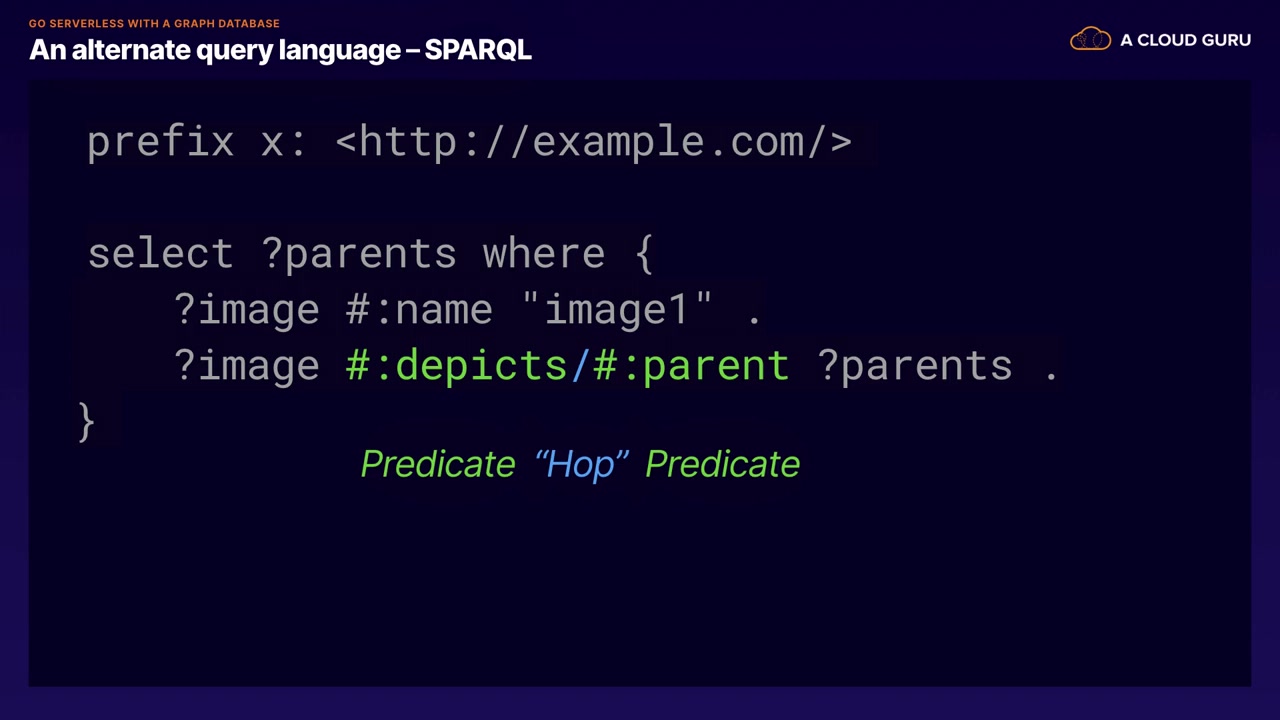 GO SERVERLESS WITH A GRAPH DATABASE
An alternate query language – SPARQL
A CLOUD GURU
prefix x: <http://example.com/>
select ?parents where {
?image #:name "image1" .
?image #:depicts/#:parent ?parents .
}
Predicate “Hop” Predicate